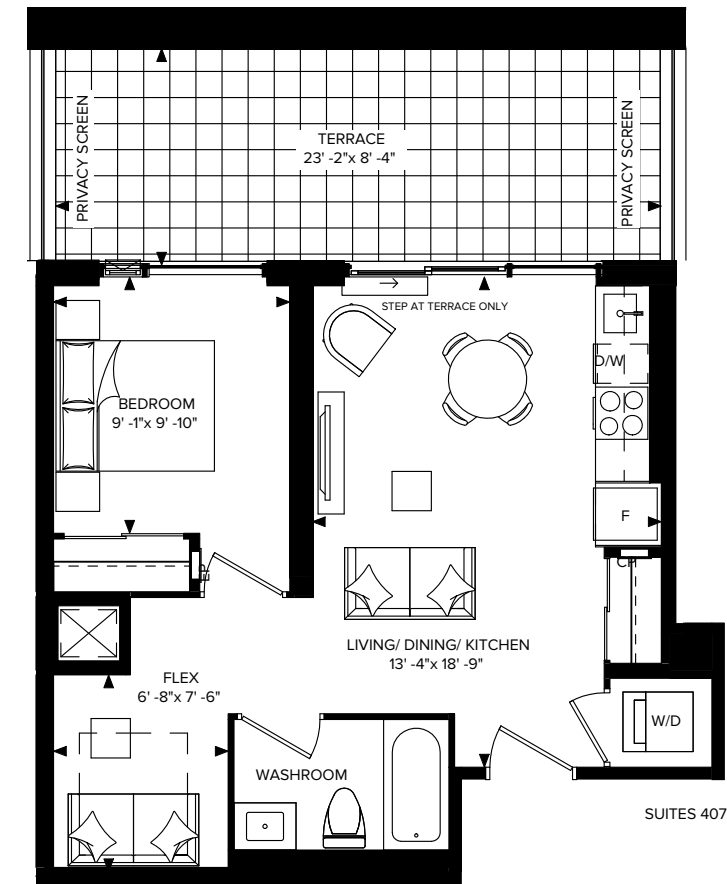 PRIVACY SCREEN
TERRACE
23' -2"x 8' -4"
PRIVACY SCREEN
STEP AT TERRACE ONLY
D/W
BEDROOM
9' -1"x 9' -10"
F
LIVING/ DINING/ KITCHEN
13' -4"x 18' -9"
FLEX
6' -8"x 7' -6"
W/D
WASHROOM
SUITES 407